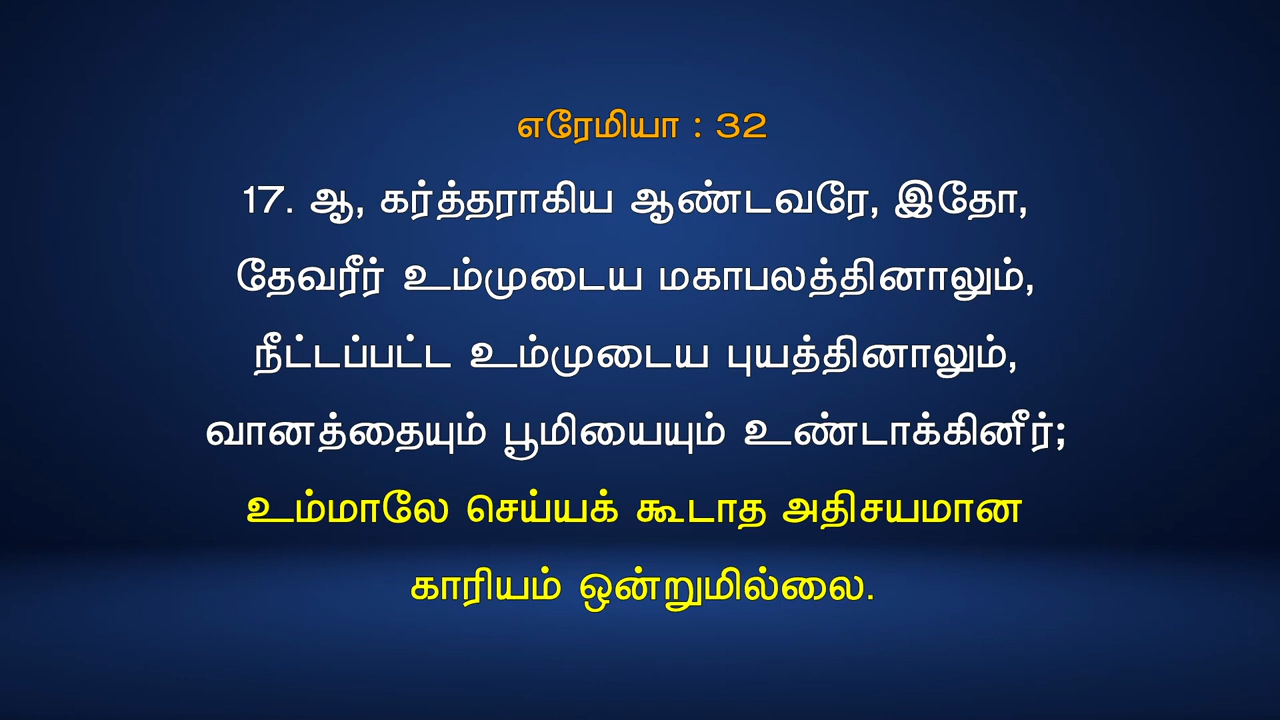 எரேமியா : 32
17. ஆ, கர்த்தராகிய ஆண்டவரே, இதோ,
தேவரீர் உம்முடைய மகாபலத்தினாலும்,
நீட்டப்பட்ட உம்முடைய புயத்தினாலும்,
வானத்தையும் பூமியையும் உண்டாக்கினீர்;
உம்மாலே செய்யக் கூடாத அதிசயமான
காரியம் ஒன்றுமில்லை.